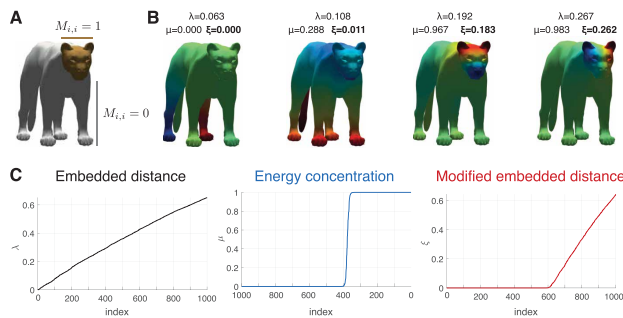 A
M_{i,i} = 1
M_{i,i} = 0
B
λ=0.063
μ=0.000 ξ=0.000
λ=0.108
μ=0.288 ξ=0.011
λ=0.192
μ=0.967 ξ=0.183
λ=0.267
μ=0.983 ξ=0.262
C
Embedded distance
0.6
0.4
0.2
0
λ
0 200 400 600 800 1000
index
Energy concentration
1
0.8
0.6
0.4
0.2
0
μ
1000 800 600 400 200 0
index
Modified embedded distance
0.6
0.4
0.2
0
ξ
0 200 400 600 800 1000
index